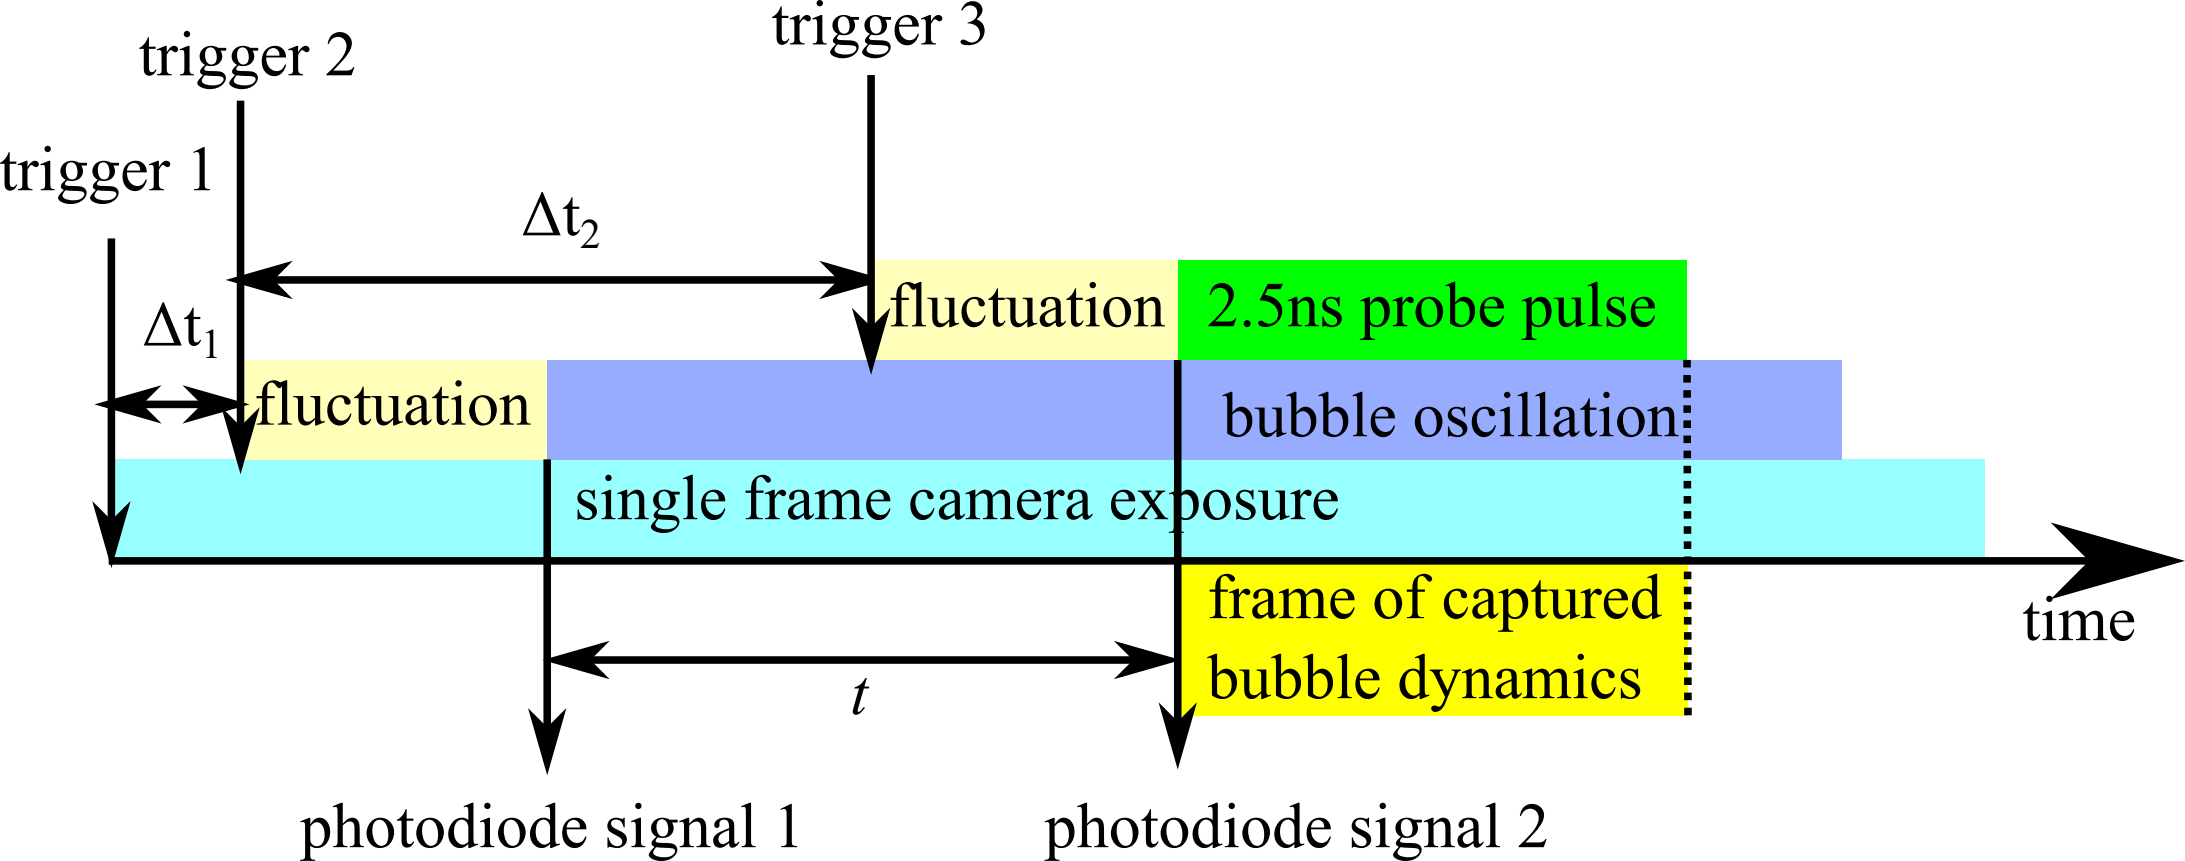 trigger 3
trigger 2
trigger 1
Δt₂
fluctuation
2.5ns probe pulse
Δt₁
fluctuation
bubble oscillation
single frame camera exposure
frame of captured
bubble dynamics
time
t
photodiode signal 1
photodiode signal 2